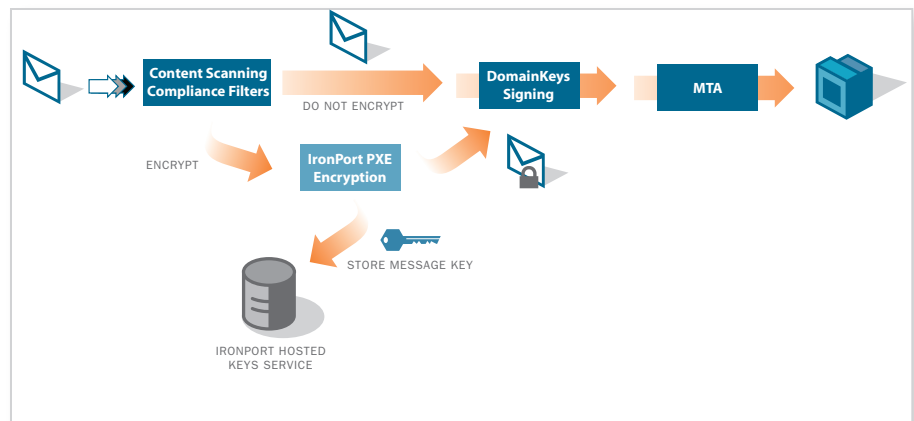 Content Scanning
Compliance Filters
DO NOT ENCRYPT
DomainKeys
Signing
MTA
ENCRYPT
IronPort PXE
Encryption
STORE MESSAGE KEY
IRONPORT HOSTED
KEYS SERVICE